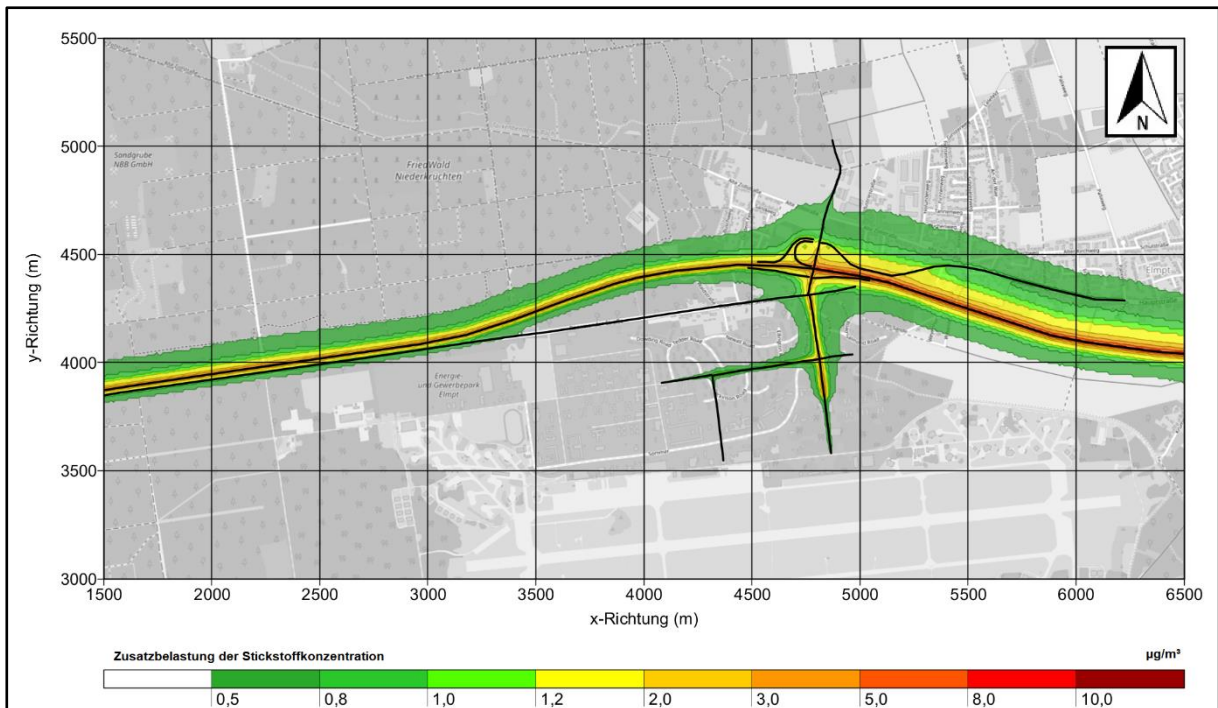 5500
5000
4500
4000
3500
3000
y-Richtung (m)
Sandgrube
NBB GmbH
FriedWald
Niederkrüchten
Energie-
und Gewerbepark
Elmpt
Elmpt
N
1500
2000
2500
3000
3500
4000
4500
5000
5500
6000
6500
x-Richtung (m)
Zusatzbelastung der Stickstoffkonzentration
µg/m³
0,5
0,8
1,0
1,2
2,0
3,0
5,0
8,0
10,0